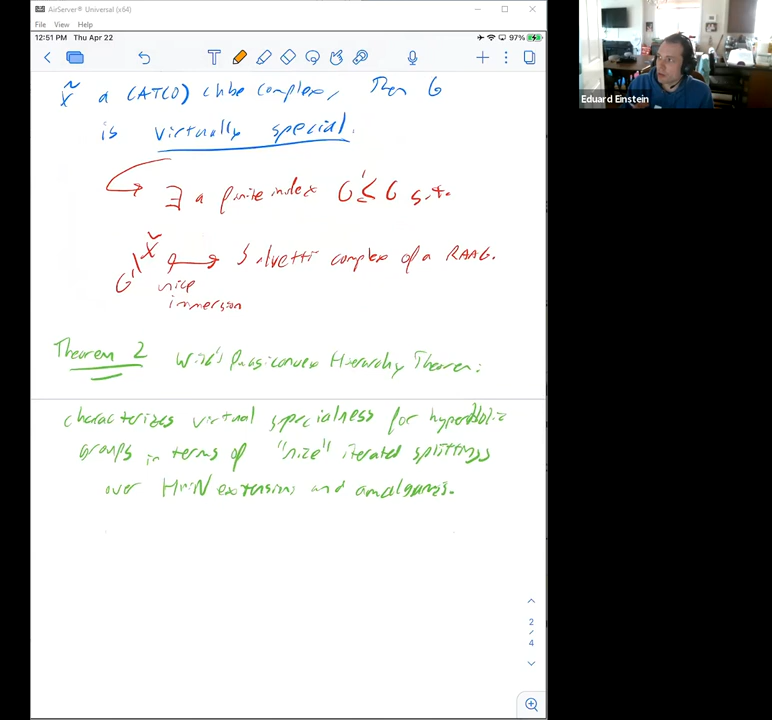 AirServer® Universal (x64)
File Edit View Help
12:51 PM Thu Apr 22
97%
X̃ a CAT(0) cube complex, Then G
is virtually special.
∃ a finite index G' ≤ G s.t.
G'\X̃ ↪ Salvetti complex of a RAAG.
nice
immersion
Theorem 2 Wise's Quasiconvex Hierarchy Theorem:
characterizes virtual specialness for hyperbolic
groups in terms of "nice" iterated splittings
over HNN extensions and amalgams.
2
/
4
Eduard Einstein